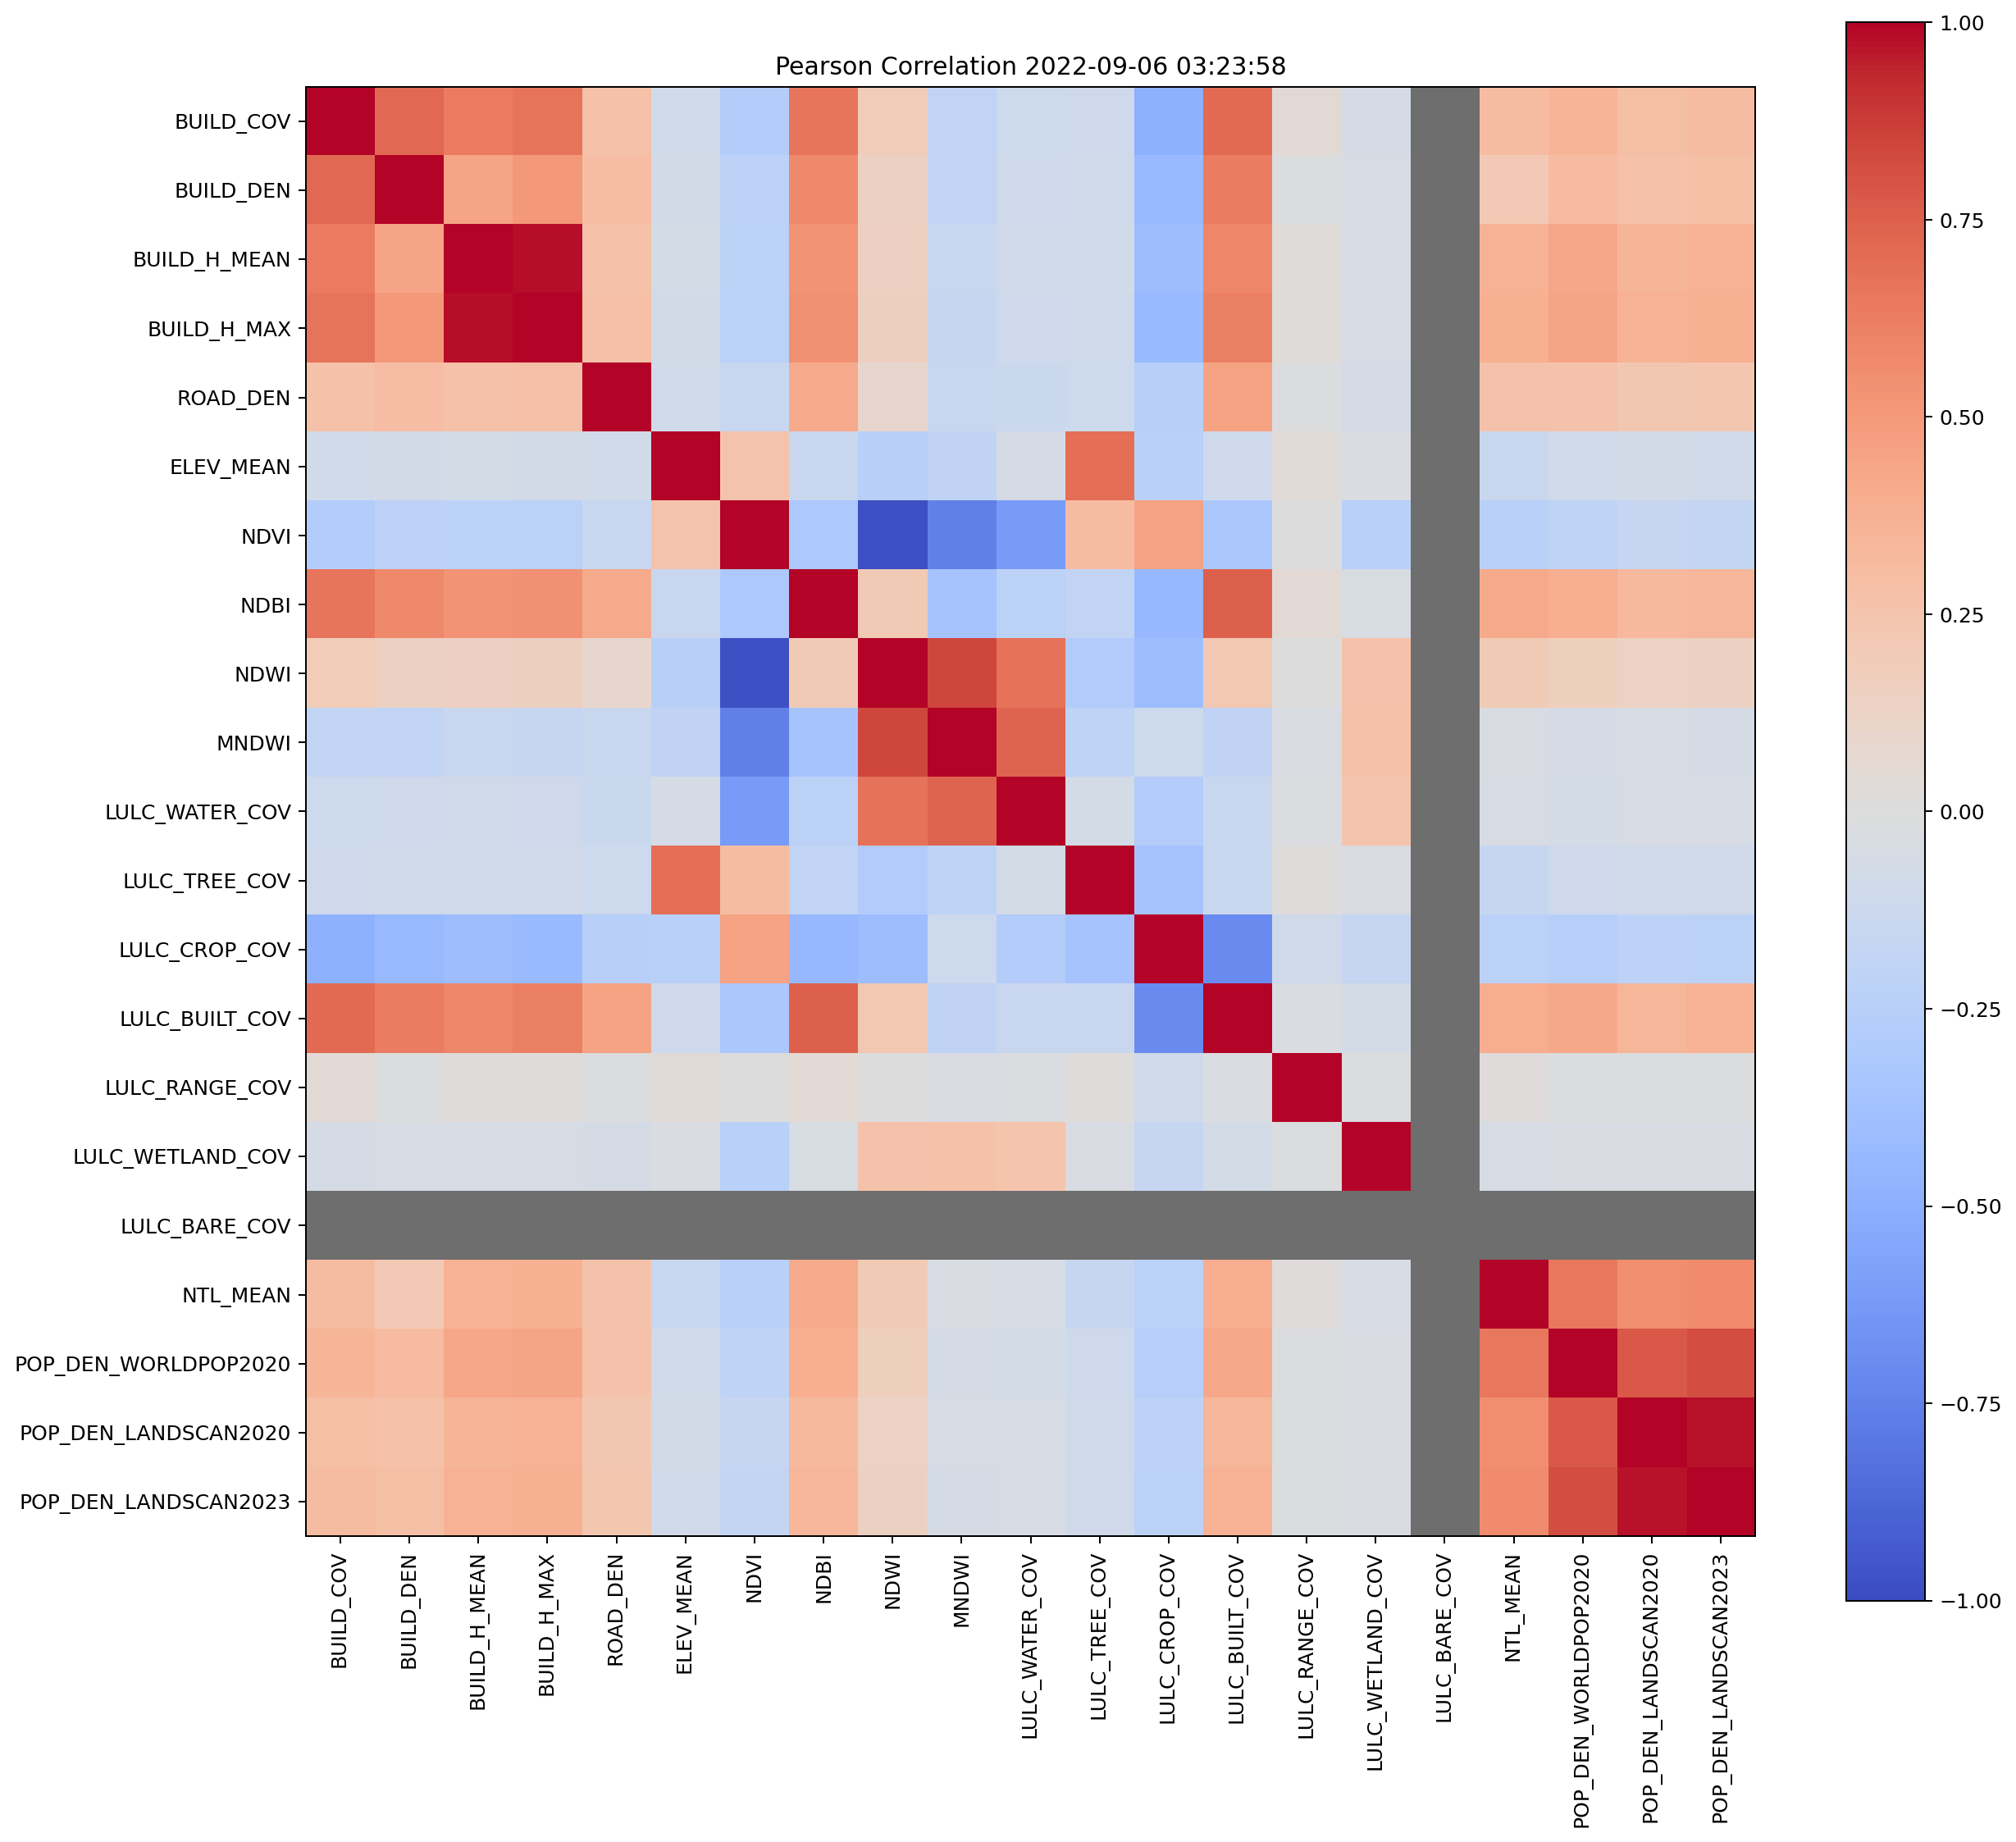 Pearson Correlation 2022-09-06 03:23:58
BUILD_COV
BUILD_DEN
BUILD_H_MEAN
BUILD_H_MAX
ROAD_DEN
ELEV_MEAN
NDVI
NDBI
NDWI
MNDWI
LULC_WATER_COV
LULC_TREE_COV
LULC_CROP_COV
LULC_BUILT_COV
LULC_RANGE_COV
LULC_WETLAND_COV
LULC_BARE_COV
NTL_MEAN
POP_DEN_WORLDPOP2020
POP_DEN_LANDSCAN2020
POP_DEN_LANDSCAN2023
BUILD_COV
BUILD_DEN
BUILD_H_MEAN
BUILD_H_MAX
ROAD_DEN
ELEV_MEAN
NDVI
NDBI
NDWI
MNDWI
LULC_WATER_COV
LULC_TREE_COV
LULC_CROP_COV
LULC_BUILT_COV
LULC_RANGE_COV
LULC_WETLAND_COV
LULC_BARE_COV
NTL_MEAN
POP_DEN_WORLDPOP2020
POP_DEN_LANDSCAN2020
POP_DEN_LANDSCAN2023
1.00
0.75
0.50
0.25
0.00
−0.25
−0.50
−0.75
−1.00